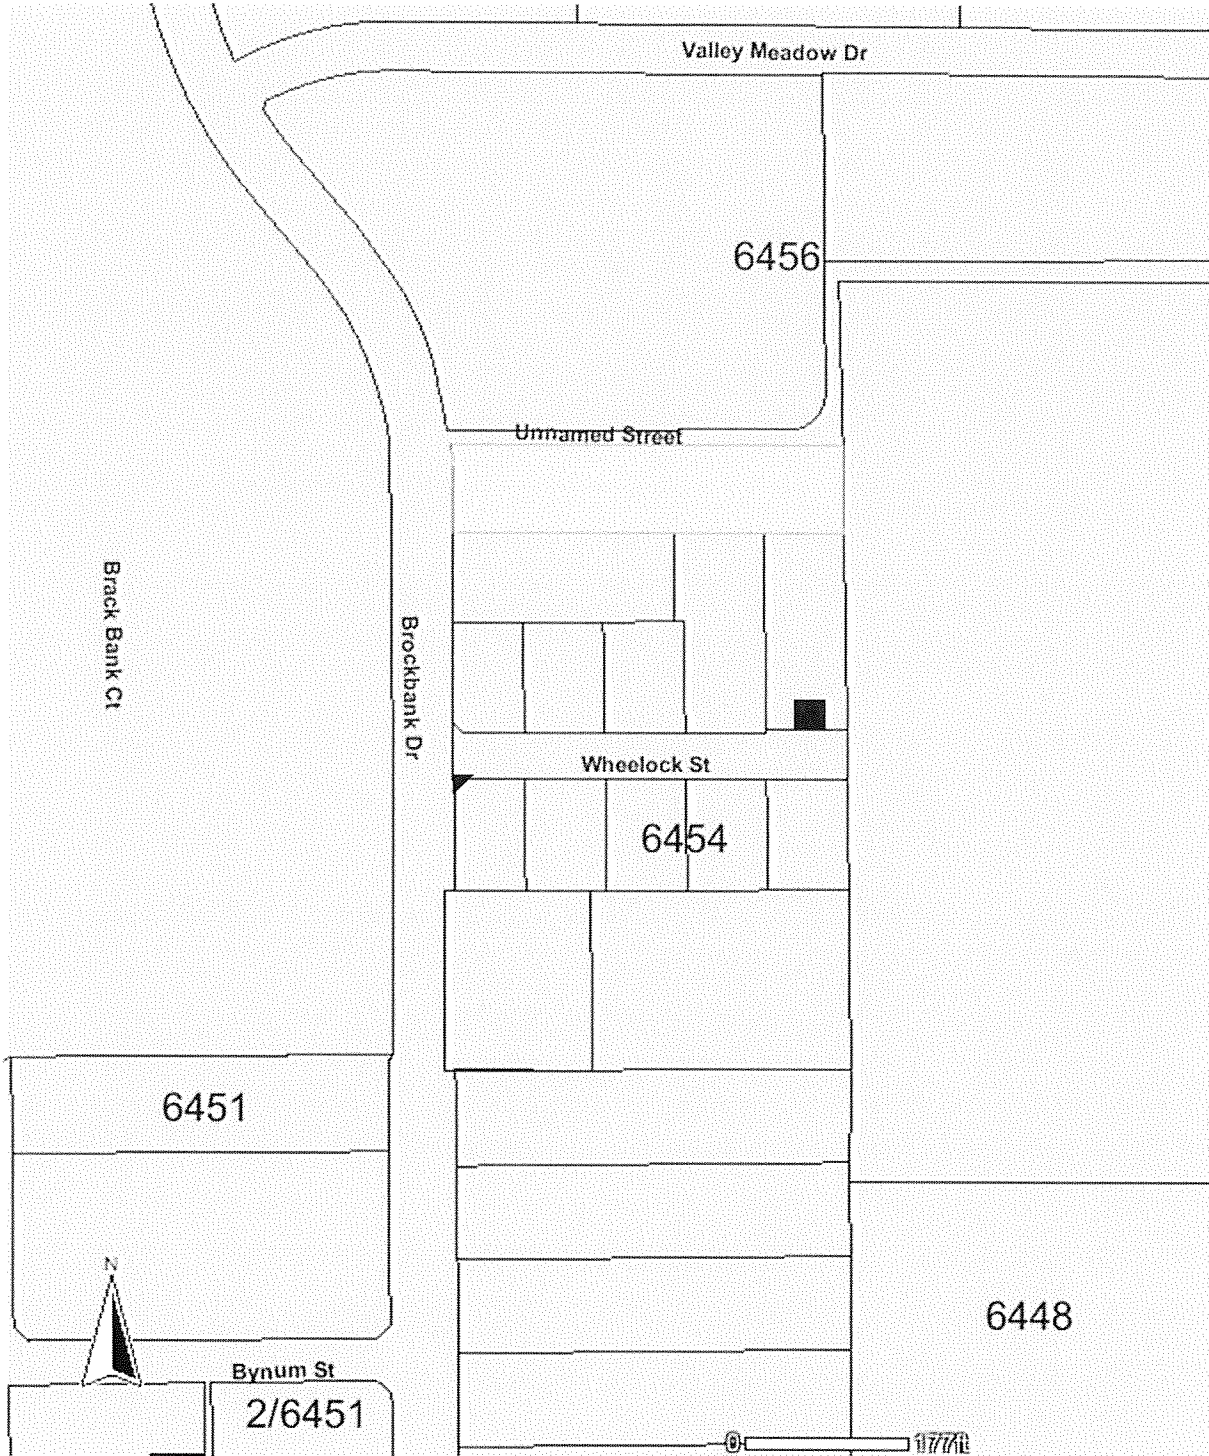 Valley Meadow Dr
6456
Unnamed Street
Brack Bank Ct
Brockbank Dr
Wheelock St
6454
6451
N
6448
Bynum St
2/6451
0 177ft